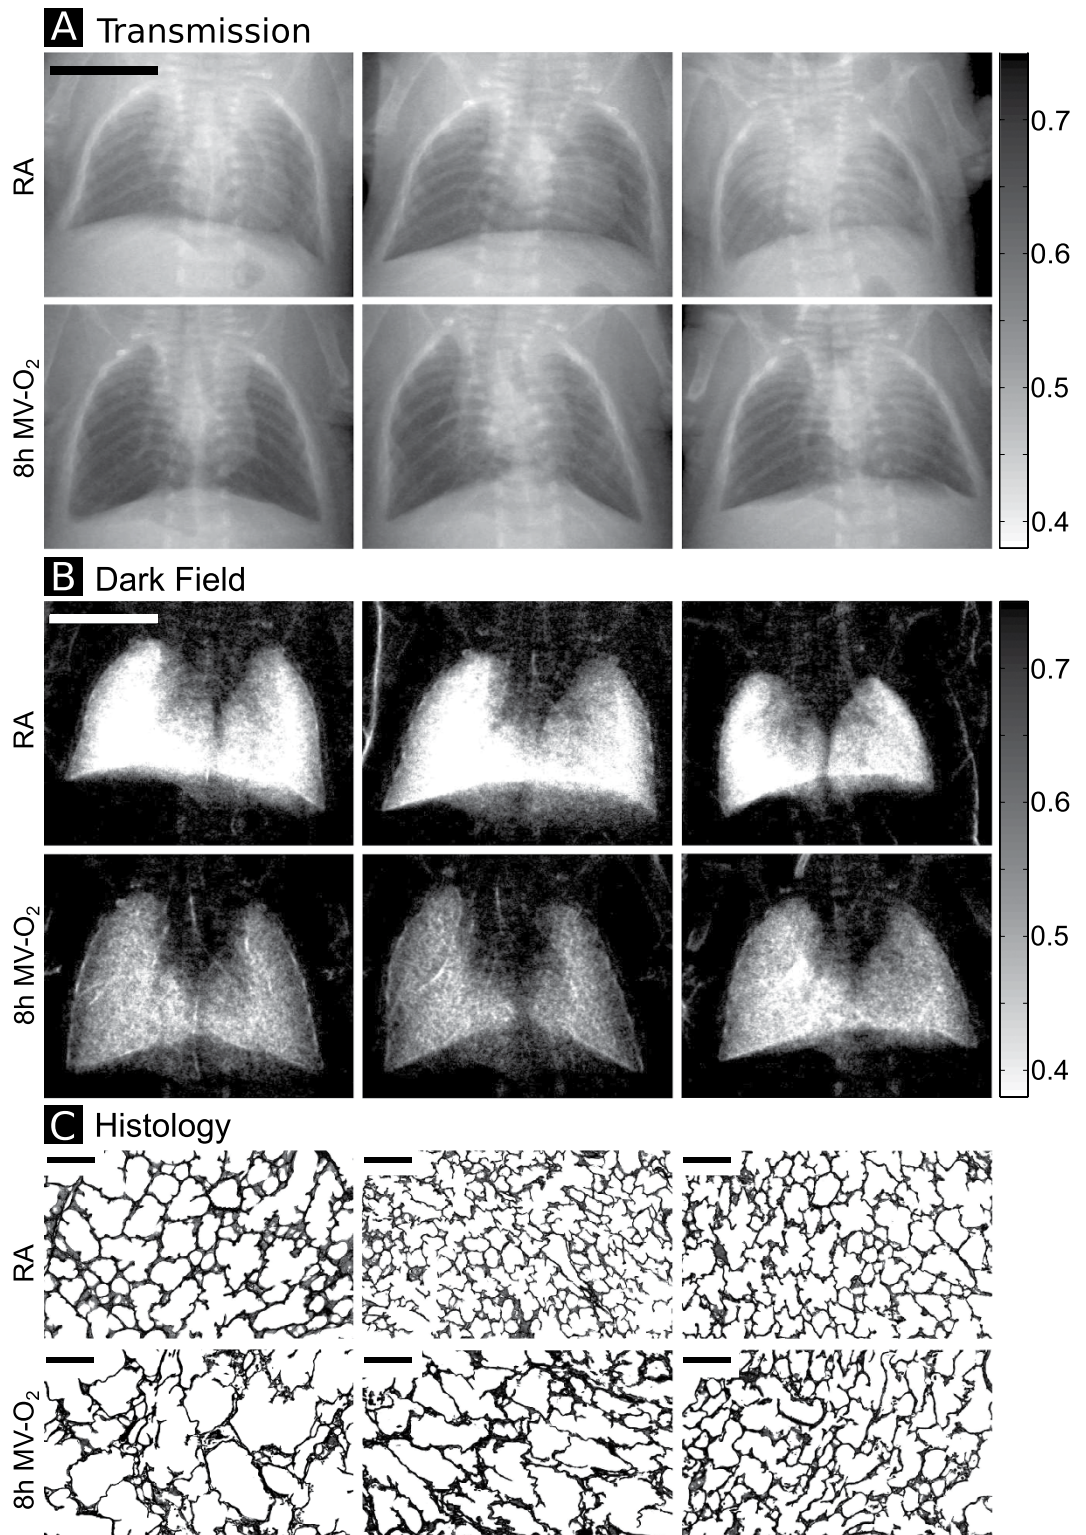 A Transmission
RA
8h MV-O₂
0.7
0.6
0.5
0.4
B Dark Field
RA
8h MV-O₂
0.7
0.6
0.5
0.4
C Histology
RA
8h MV-O₂